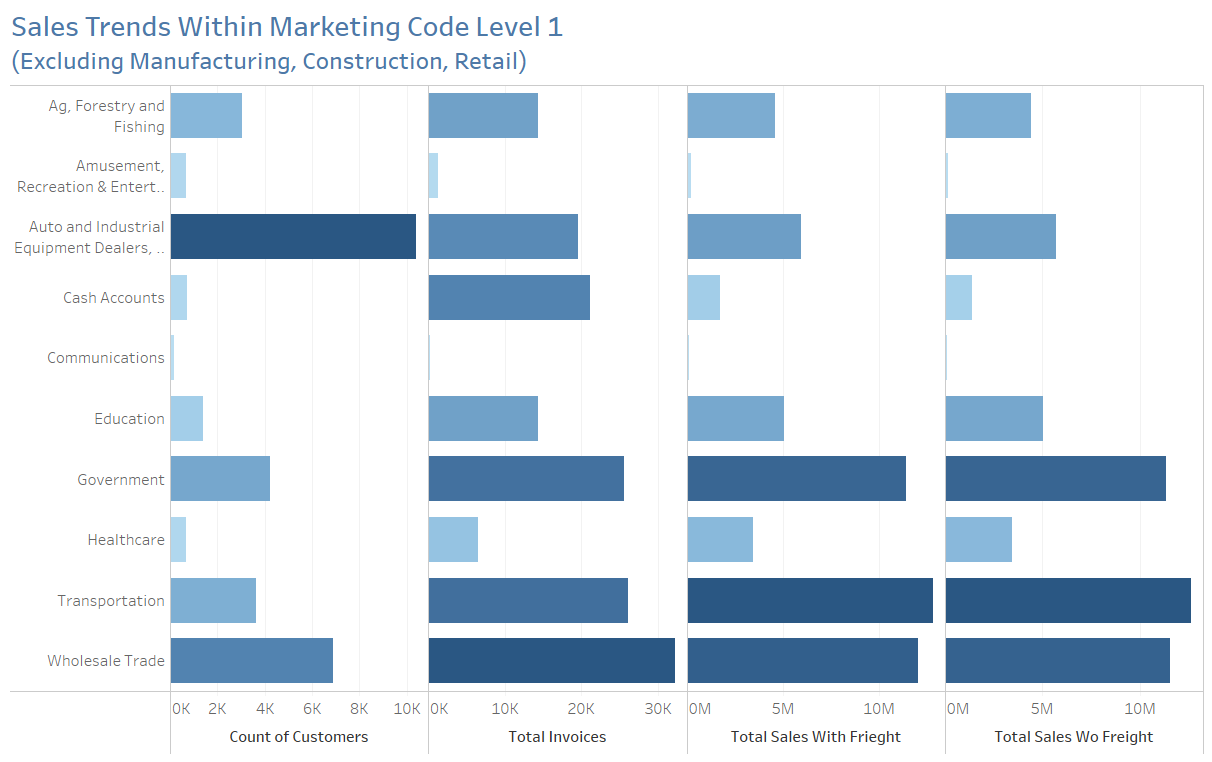 Sales Trends Within Marketing Code Level 1
(Excluding Manufacturing, Construction, Retail)
Ag, Forestry and
Fishing
Amusement,
Recreation & Entert..
Auto and Industrial
Equipment Dealers, ..
Cash Accounts
Communications
Education
Government
Healthcare
Transportation
Wholesale Trade
0K 2K 4K 6K 8K 10K 0K 10K 20K 30K 0M 5M 10M 0M 5M 10M
Count of Customers Total Invoices Total Sales With Frieght Total Sales Wo Freight